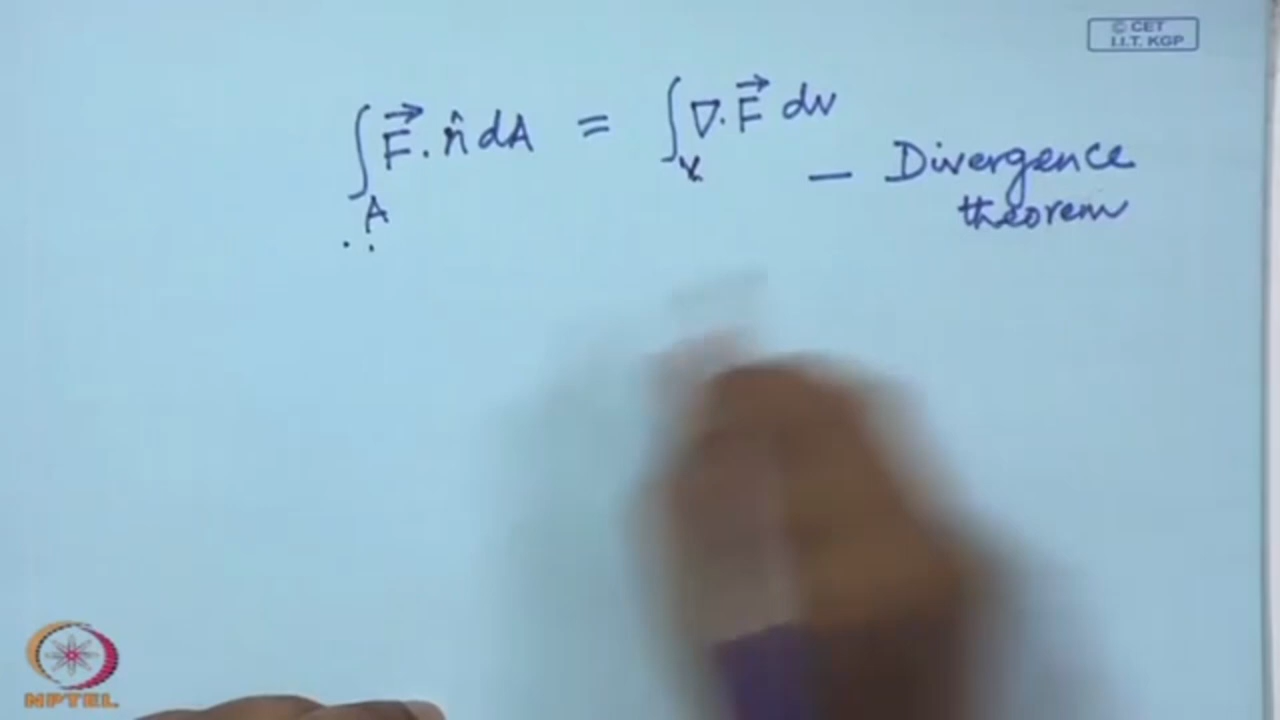 © CET
I.I.T. KGP
∫_A F⃗ . n̂ dA = ∫_V ∇. F⃗ dv
— Divergence
theorem
NPTEL